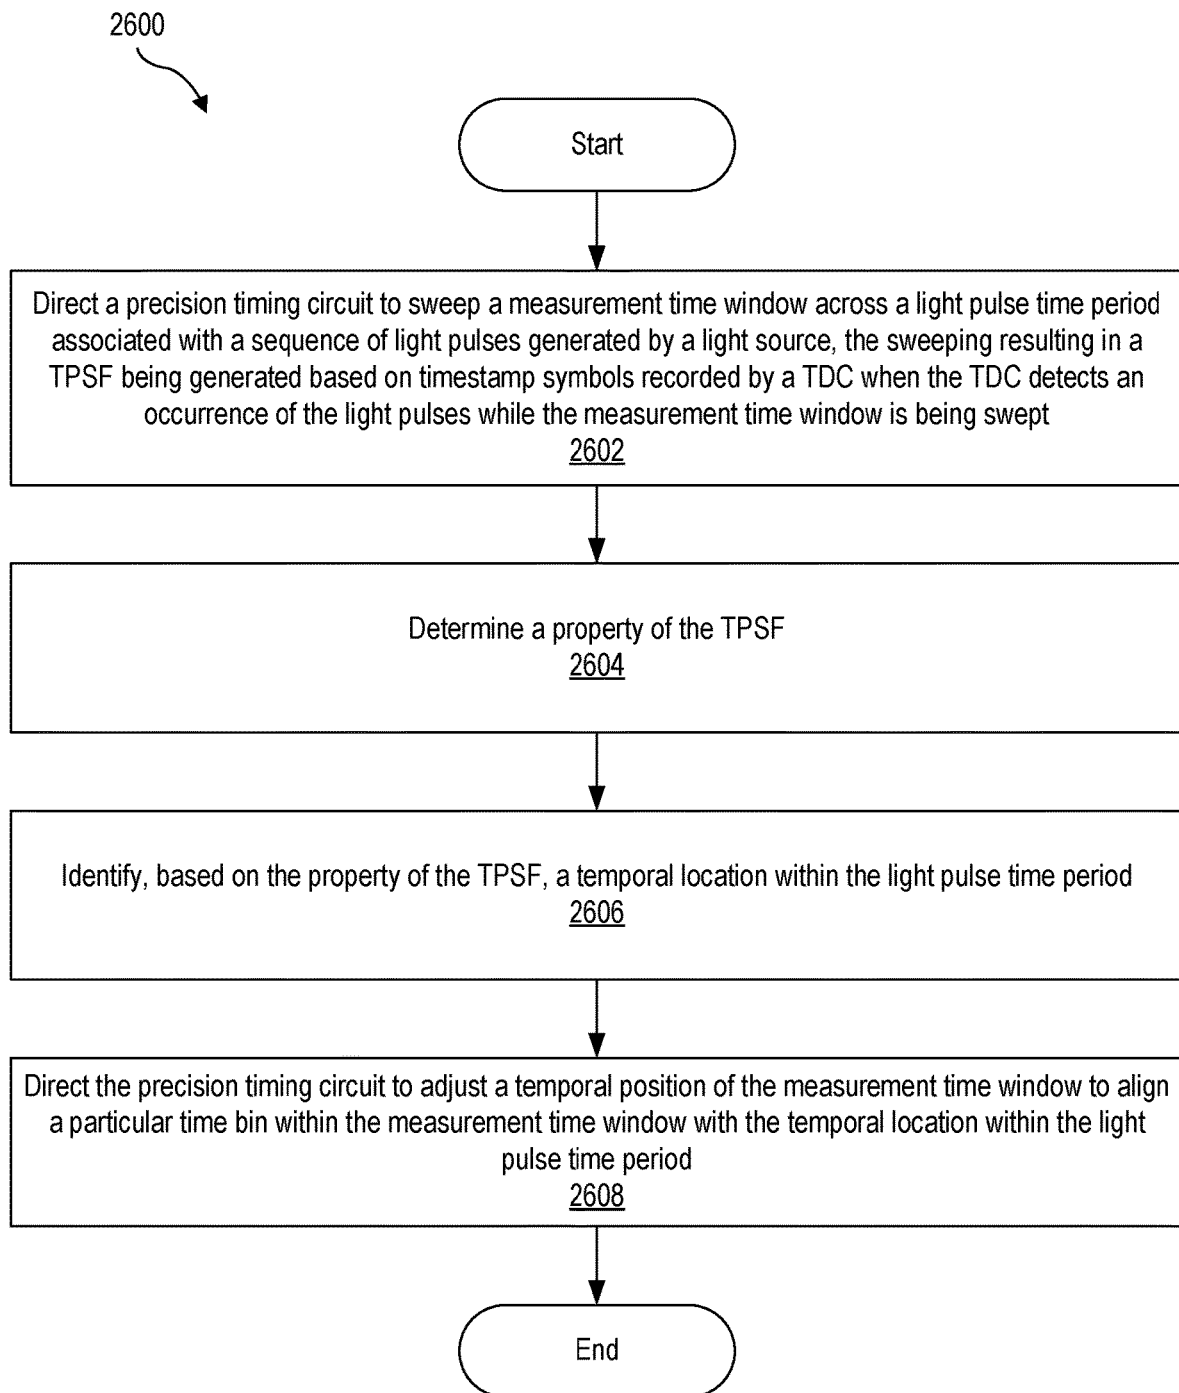 2600
Start
Direct a precision timing circuit to sweep a measurement time window across a light pulse time period
associated with a sequence of light pulses generated by a light source, the sweeping resulting in a
TPSF being generated based on timestamp symbols recorded by a TDC when the TDC detects an
occurrence of the light pulses while the measurement time window is being swept
2602
Determine a property of the TPSF
2604
Identify, based on the property of the TPSF, a temporal location within the light pulse time period
2606
Direct the precision timing circuit to adjust a temporal position of the measurement time window to align
a particular time bin within the measurement time window with the temporal location within the light
pulse time period
2608
End